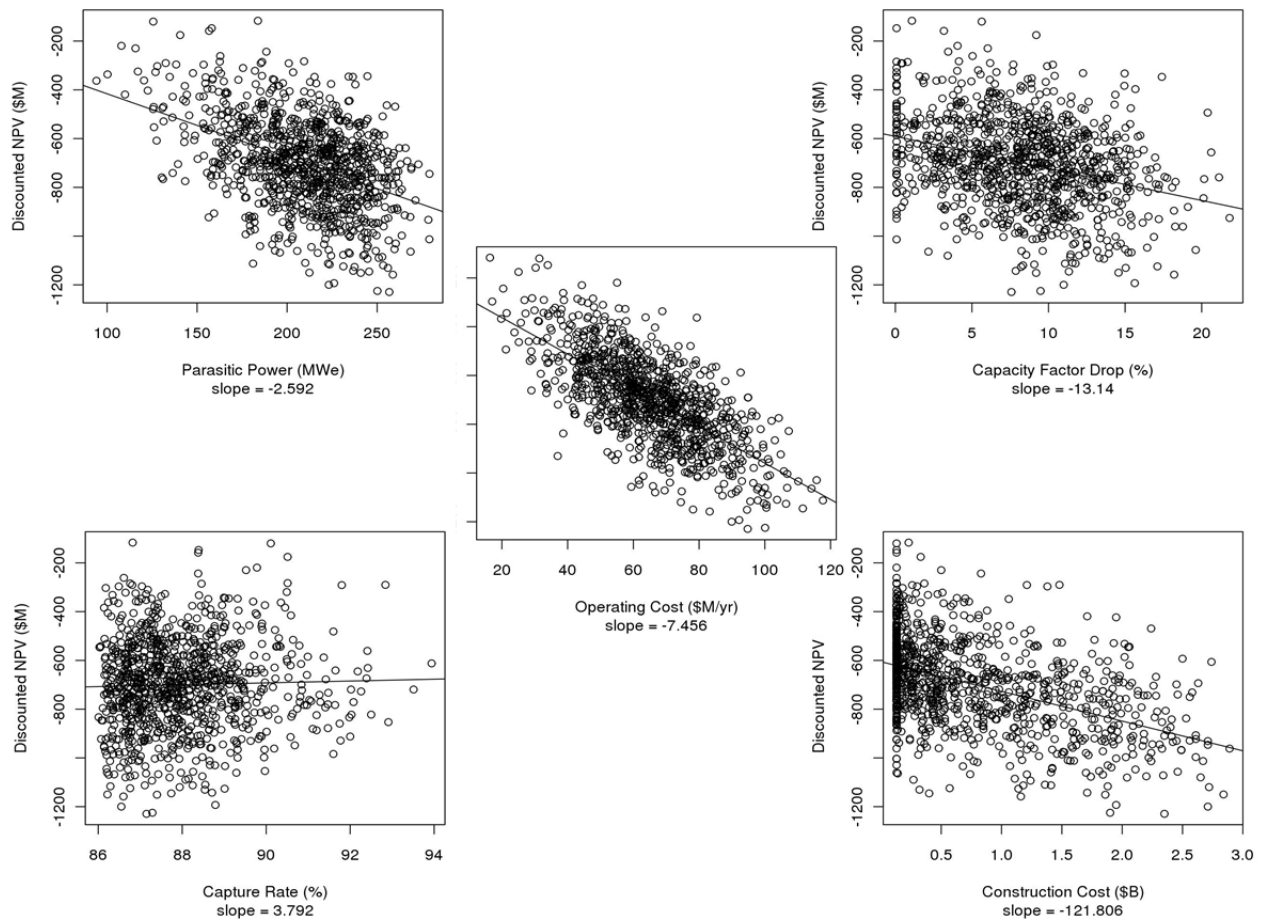 Discounted NPV ($M)
-200
-400
-600
-800
-1200
100 150 200 250
Parasitic Power (MWe)
slope = -2.592
Discounted NPV ($M)
-200
-400
-600
-800
-1200
0 5 10 15 20
Capacity Factor Drop (%)
slope = -13.14
20 40 60 80 100 120
Operating Cost ($M/yr)
slope = -7.456
Discounted NPV ($M)
-200
-400
-600
-800
-1200
86 88 90 92 94
Capture Rate (%)
slope = 3.792
Discounted NPV
-200
-400
-600
-800
-1200
0.5 1.0 1.5 2.0 2.5 3.0
Construction Cost ($B)
slope = -121.806